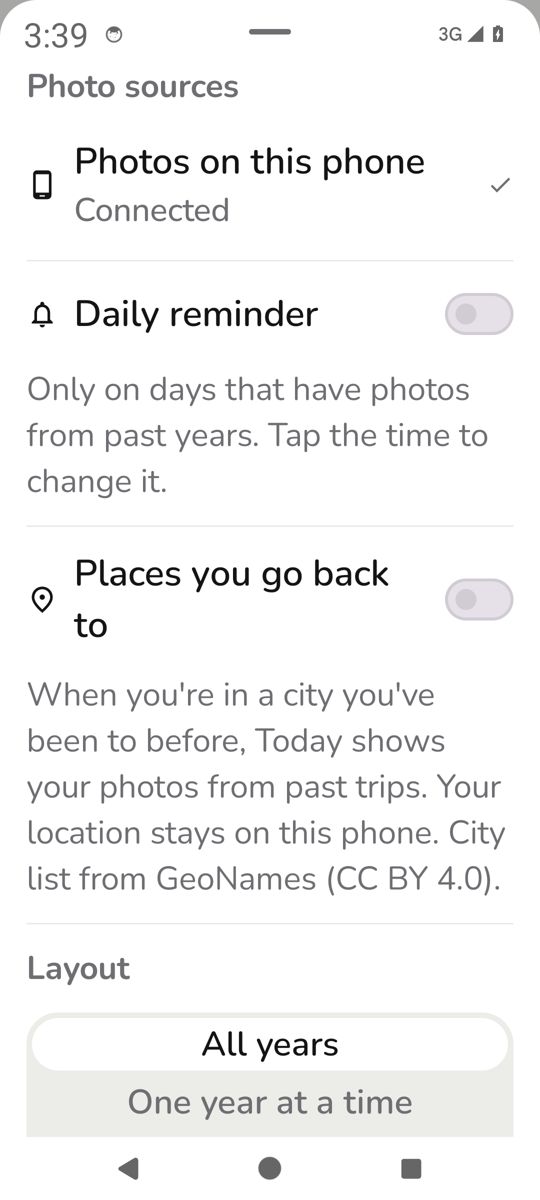 3:39
3G
Photo sources
Photos on this phone
Connected
Daily reminder
Only on days that have photos
from past years. Tap the time to
change it.
Places you go back
to
When you're in a city you've
been to before, Today shows
your photos from past trips. Your
location stays on this phone. City
list from GeoNames (CC BY 4.0).
Layout
All years
One year at a time